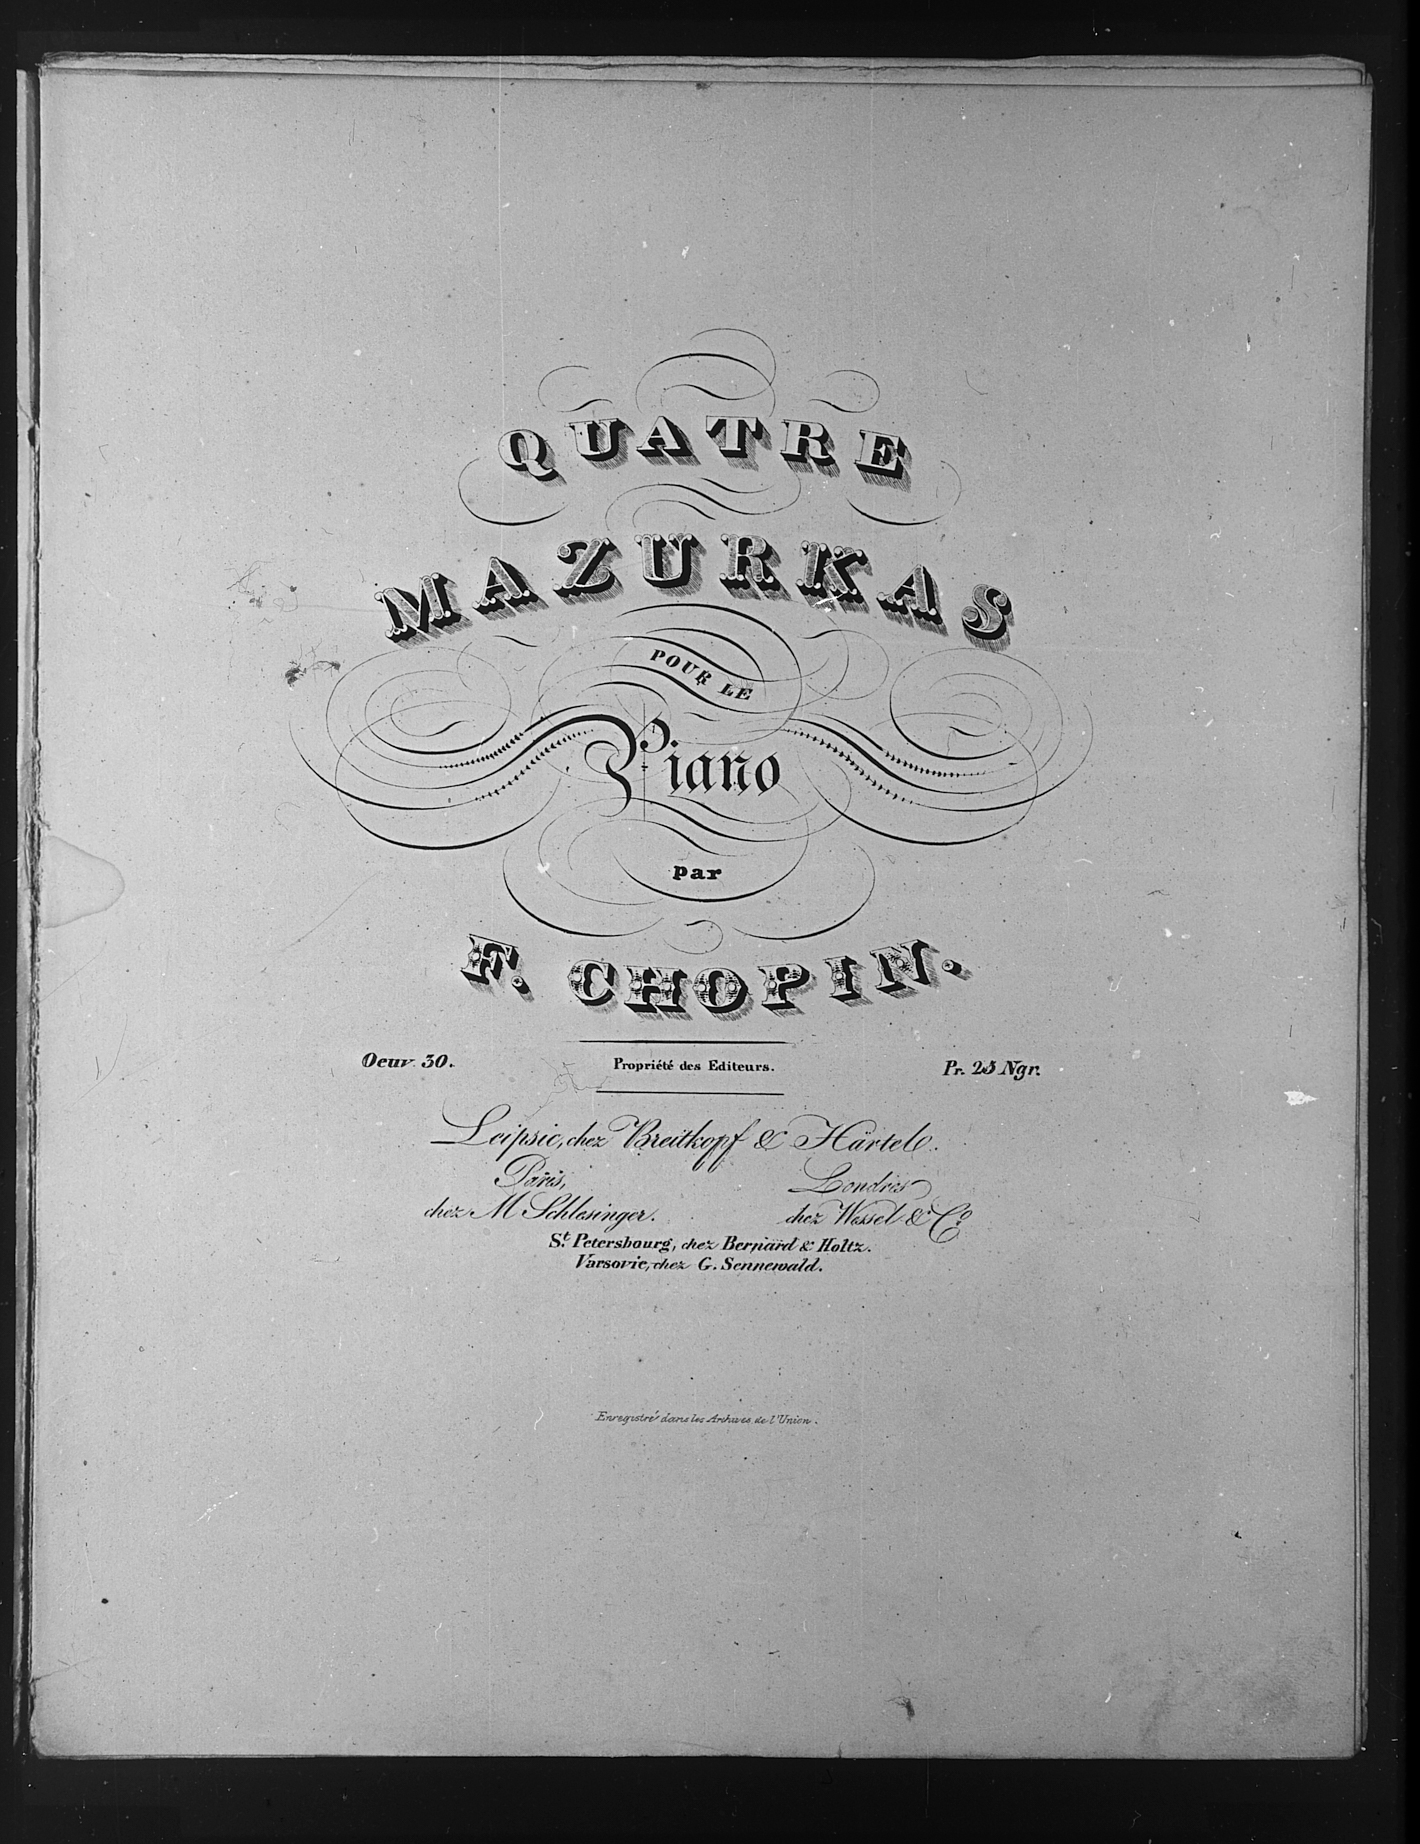 QUATRE
MAZURKAS
POUR LE
Piano
par
F. CHOPIN.
Oeuv. 30. Propriété des Editeurs. Pr. 25 Ngr.
Leipsic, chez Breitkopf & Härtel.
Paris, Londres
chez M Schlesinger. chez Wessel & Co.
St. Petersbourg, chez Bernard & Holtz.
Varsovie, chez G. Sennewald.
Enregistré dans les Archives de l'Union.